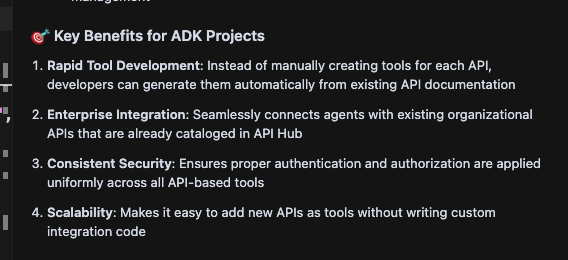 🎯 Key Benefits for ADK Projects
1. Rapid Tool Development: Instead of manually creating tools for each API,
developers can generate them automatically from existing API documentation
2. Enterprise Integration: Seamlessly connects agents with existing organizational
APIs that are already cataloged in API Hub
3. Consistent Security: Ensures proper authentication and authorization are applied
uniformly across all API-based tools
4. Scalability: Makes it easy to add new APIs as tools without writing custom
integration code